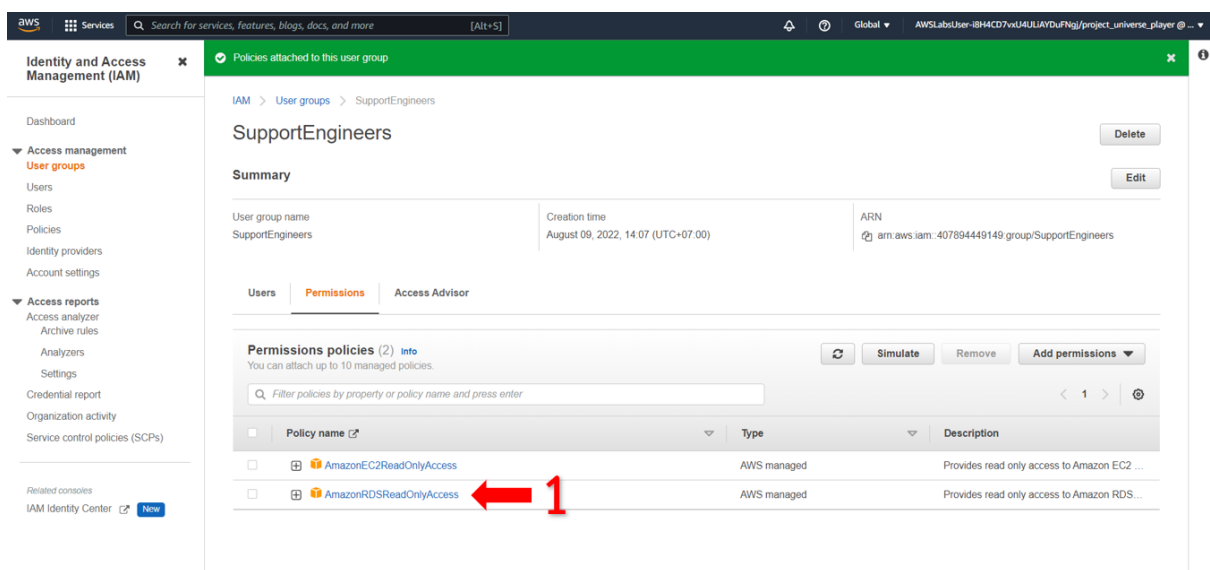 aws
Services
Search for services, features, blogs, docs, and more
[Alt+S]
Global
AWSLabsUser-i8H4CD7vxU4ULiAYDuFNgj/project_universe_player @ ...
Identity and Access
Management (IAM)
Dashboard
Access management
User groups
Users
Roles
Policies
Identity providers
Account settings
Access reports
Access analyzer
Archive rules
Analyzers
Settings
Credential report
Organization activity
Service control policies (SCPs)
Related consoles
IAM Identity Center
New
Policies attached to this user group
IAM > User groups > SupportEngineers
SupportEngineers
Delete
Summary
Edit
User group name
SupportEngineers
Creation time
August 09, 2022, 14:07 (UTC+07:00)
ARN
arn:aws:iam::407894449149:group/SupportEngineers
Users
Permissions
Access Advisor
Permissions policies (2) Info
You can attach up to 10 managed policies.
Simulate
Remove
Add permissions
Filter policies by property or policy name and press enter
< 1 >
Policy name
Type
Description
AmazonEC2ReadOnlyAccess
AWS managed
Provides read only access to Amazon EC2 ...
AmazonRDSReadOnlyAccess
1
AWS managed
Provides read only access to Amazon RDS...